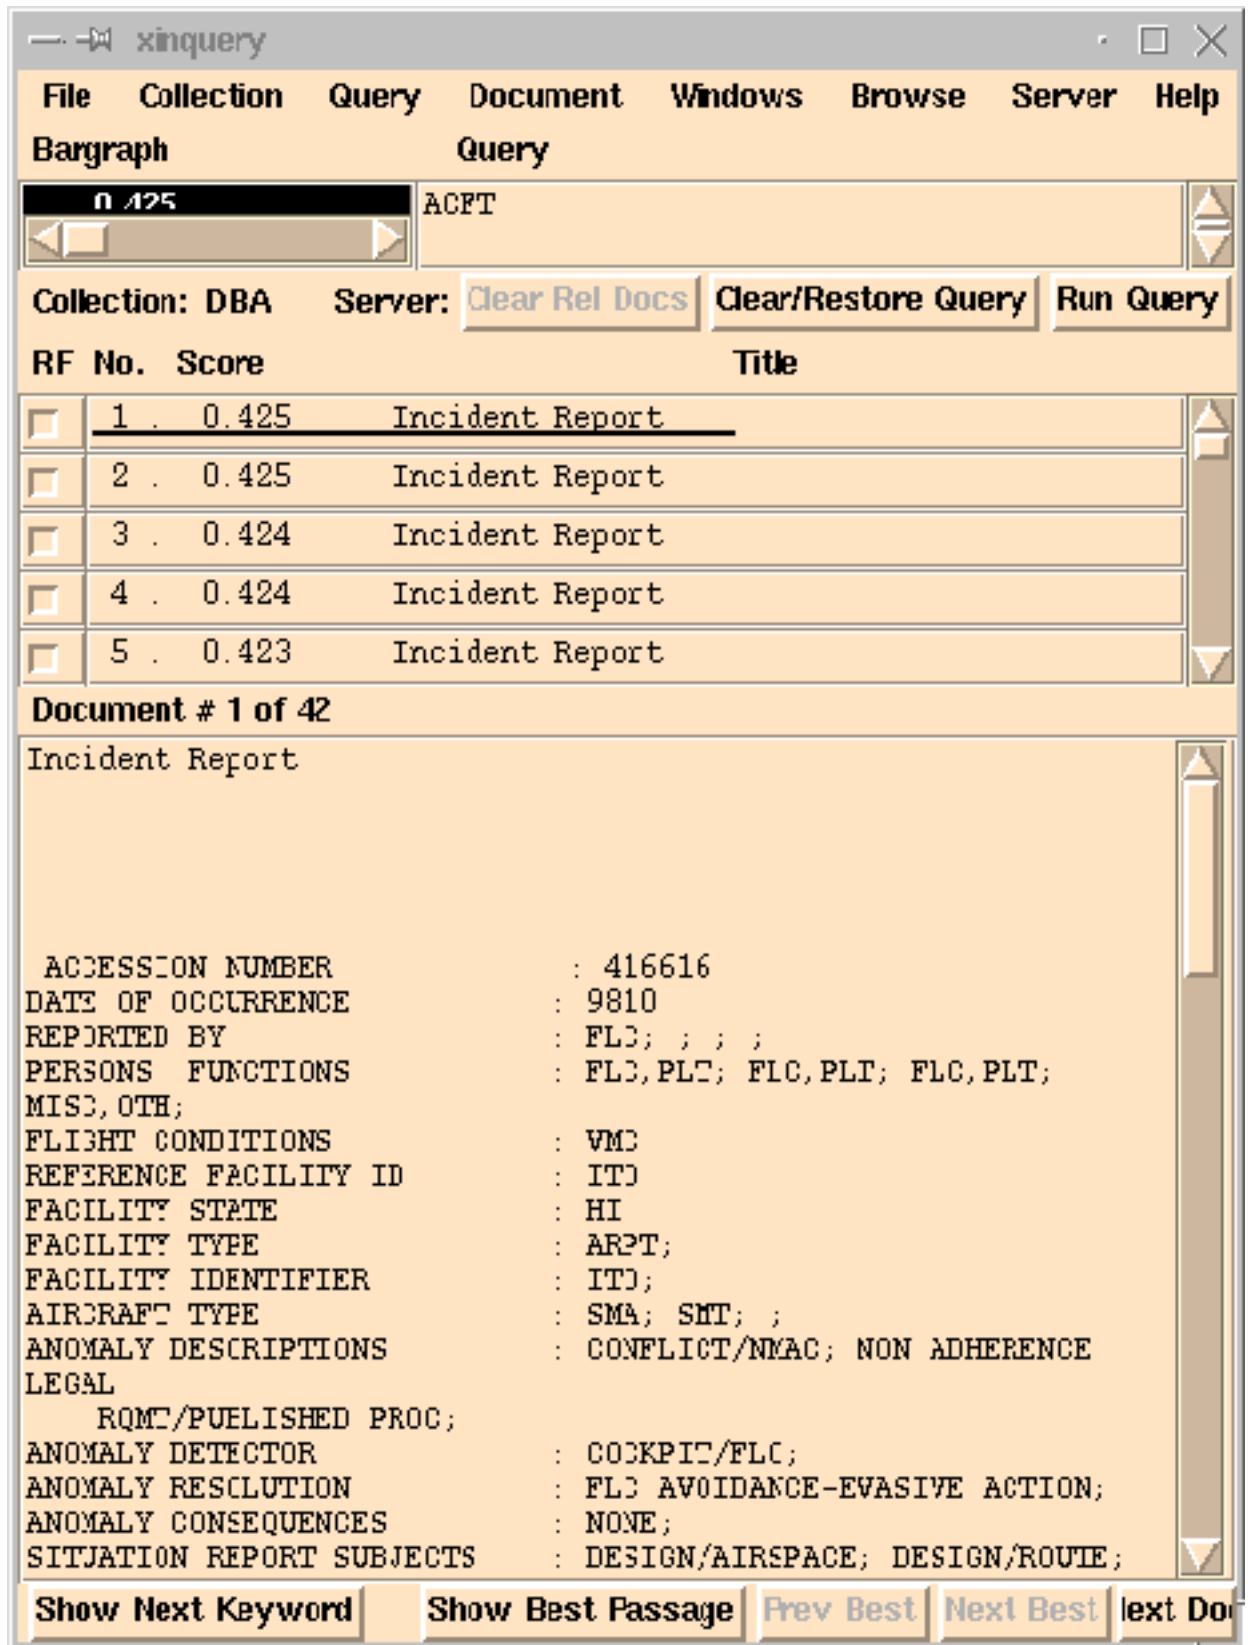 xinquery
File Collection Query Document Windows Browse Server Help
Bargraph Query
0.425 ACFT
Collection: DBA Server: Clear Rel Docs Clear/Restore Query Run Query
RF No. Score Title
1 . 0.425 Incident Report
2 . 0.425 Incident Report
3 . 0.424 Incident Report
4 . 0.424 Incident Report
5 . 0.423 Incident Report
Document # 1 of 42
Incident Report
ACCESSION NUMBER : 416616
DATE OF OCCURRENCE : 9810
REPORTED BY : FLC; ; ; ;
PERSONS FUNCTIONS : FLC,PLT; FLC,PLT; FLC,PLT;
MISC,OTH;
FLIGHT CONDITIONS : VMC
REFERENCE FACILITY ID : ITO
FACILITY STATE : HI
FACILITY TYPE : ARPT;
FACILITY IDENTIFIER : ITO;
AIRCRAFT TYPE : SMA; SMT; ;
ANOMALY DESCRIPTIONS : CONFLICT/NMAC; NON ADHERENCE
LEGAL
RQMT/PUBLISHED PROC;
ANOMALY DETECTOR : COCKPIT/FLC;
ANOMALY RESOLUTION : FLC AVOIDANCE-EVASIVE ACTION;
ANOMALY CONSEQUENCES : NONE;
SITUATION REPORT SUBJECTS : DESIGN/AIRSPACE; DESIGN/ROUTE;
Show Next Keyword Show Best Passage Prev Best Next Best lext Do